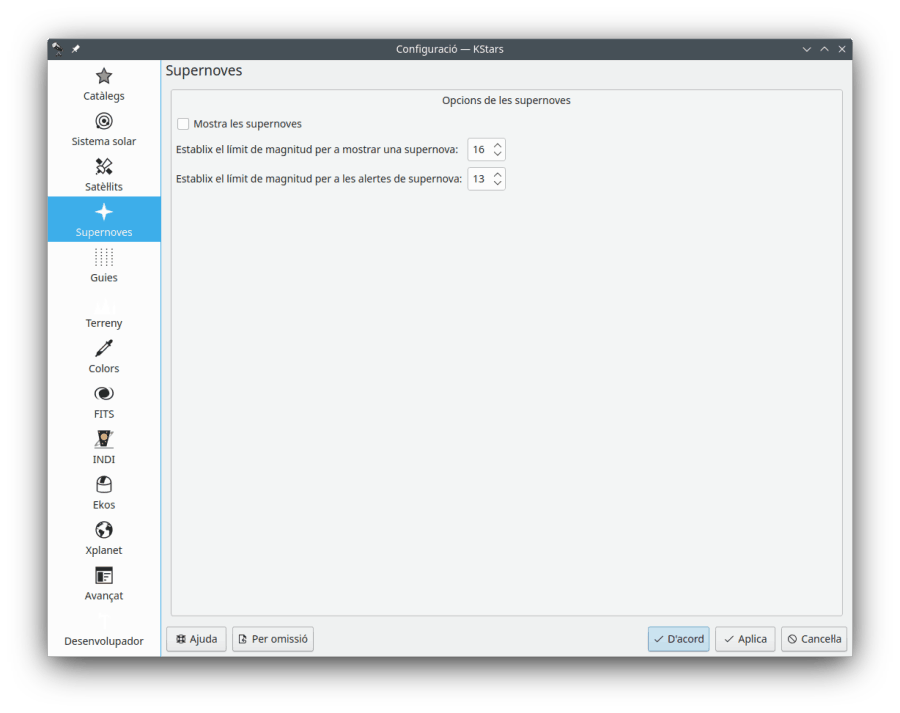 Configuració — KStars
Catàlegs
Sistema solar
Satèl·lits
Supernoves
Guies
Terreny
Colors
FITS
INDI
Ekos
Xplanet
Avançat
Desenvolupador
Supernoves
Opcions de les supernoves
Mostra les supernoves
Establix el límit de magnitud per a mostrar una supernova: 16
Establix el límit de magnitud per a les alertes de supernova: 13
Ajuda Per omissió D'acord Aplica Cancel·la